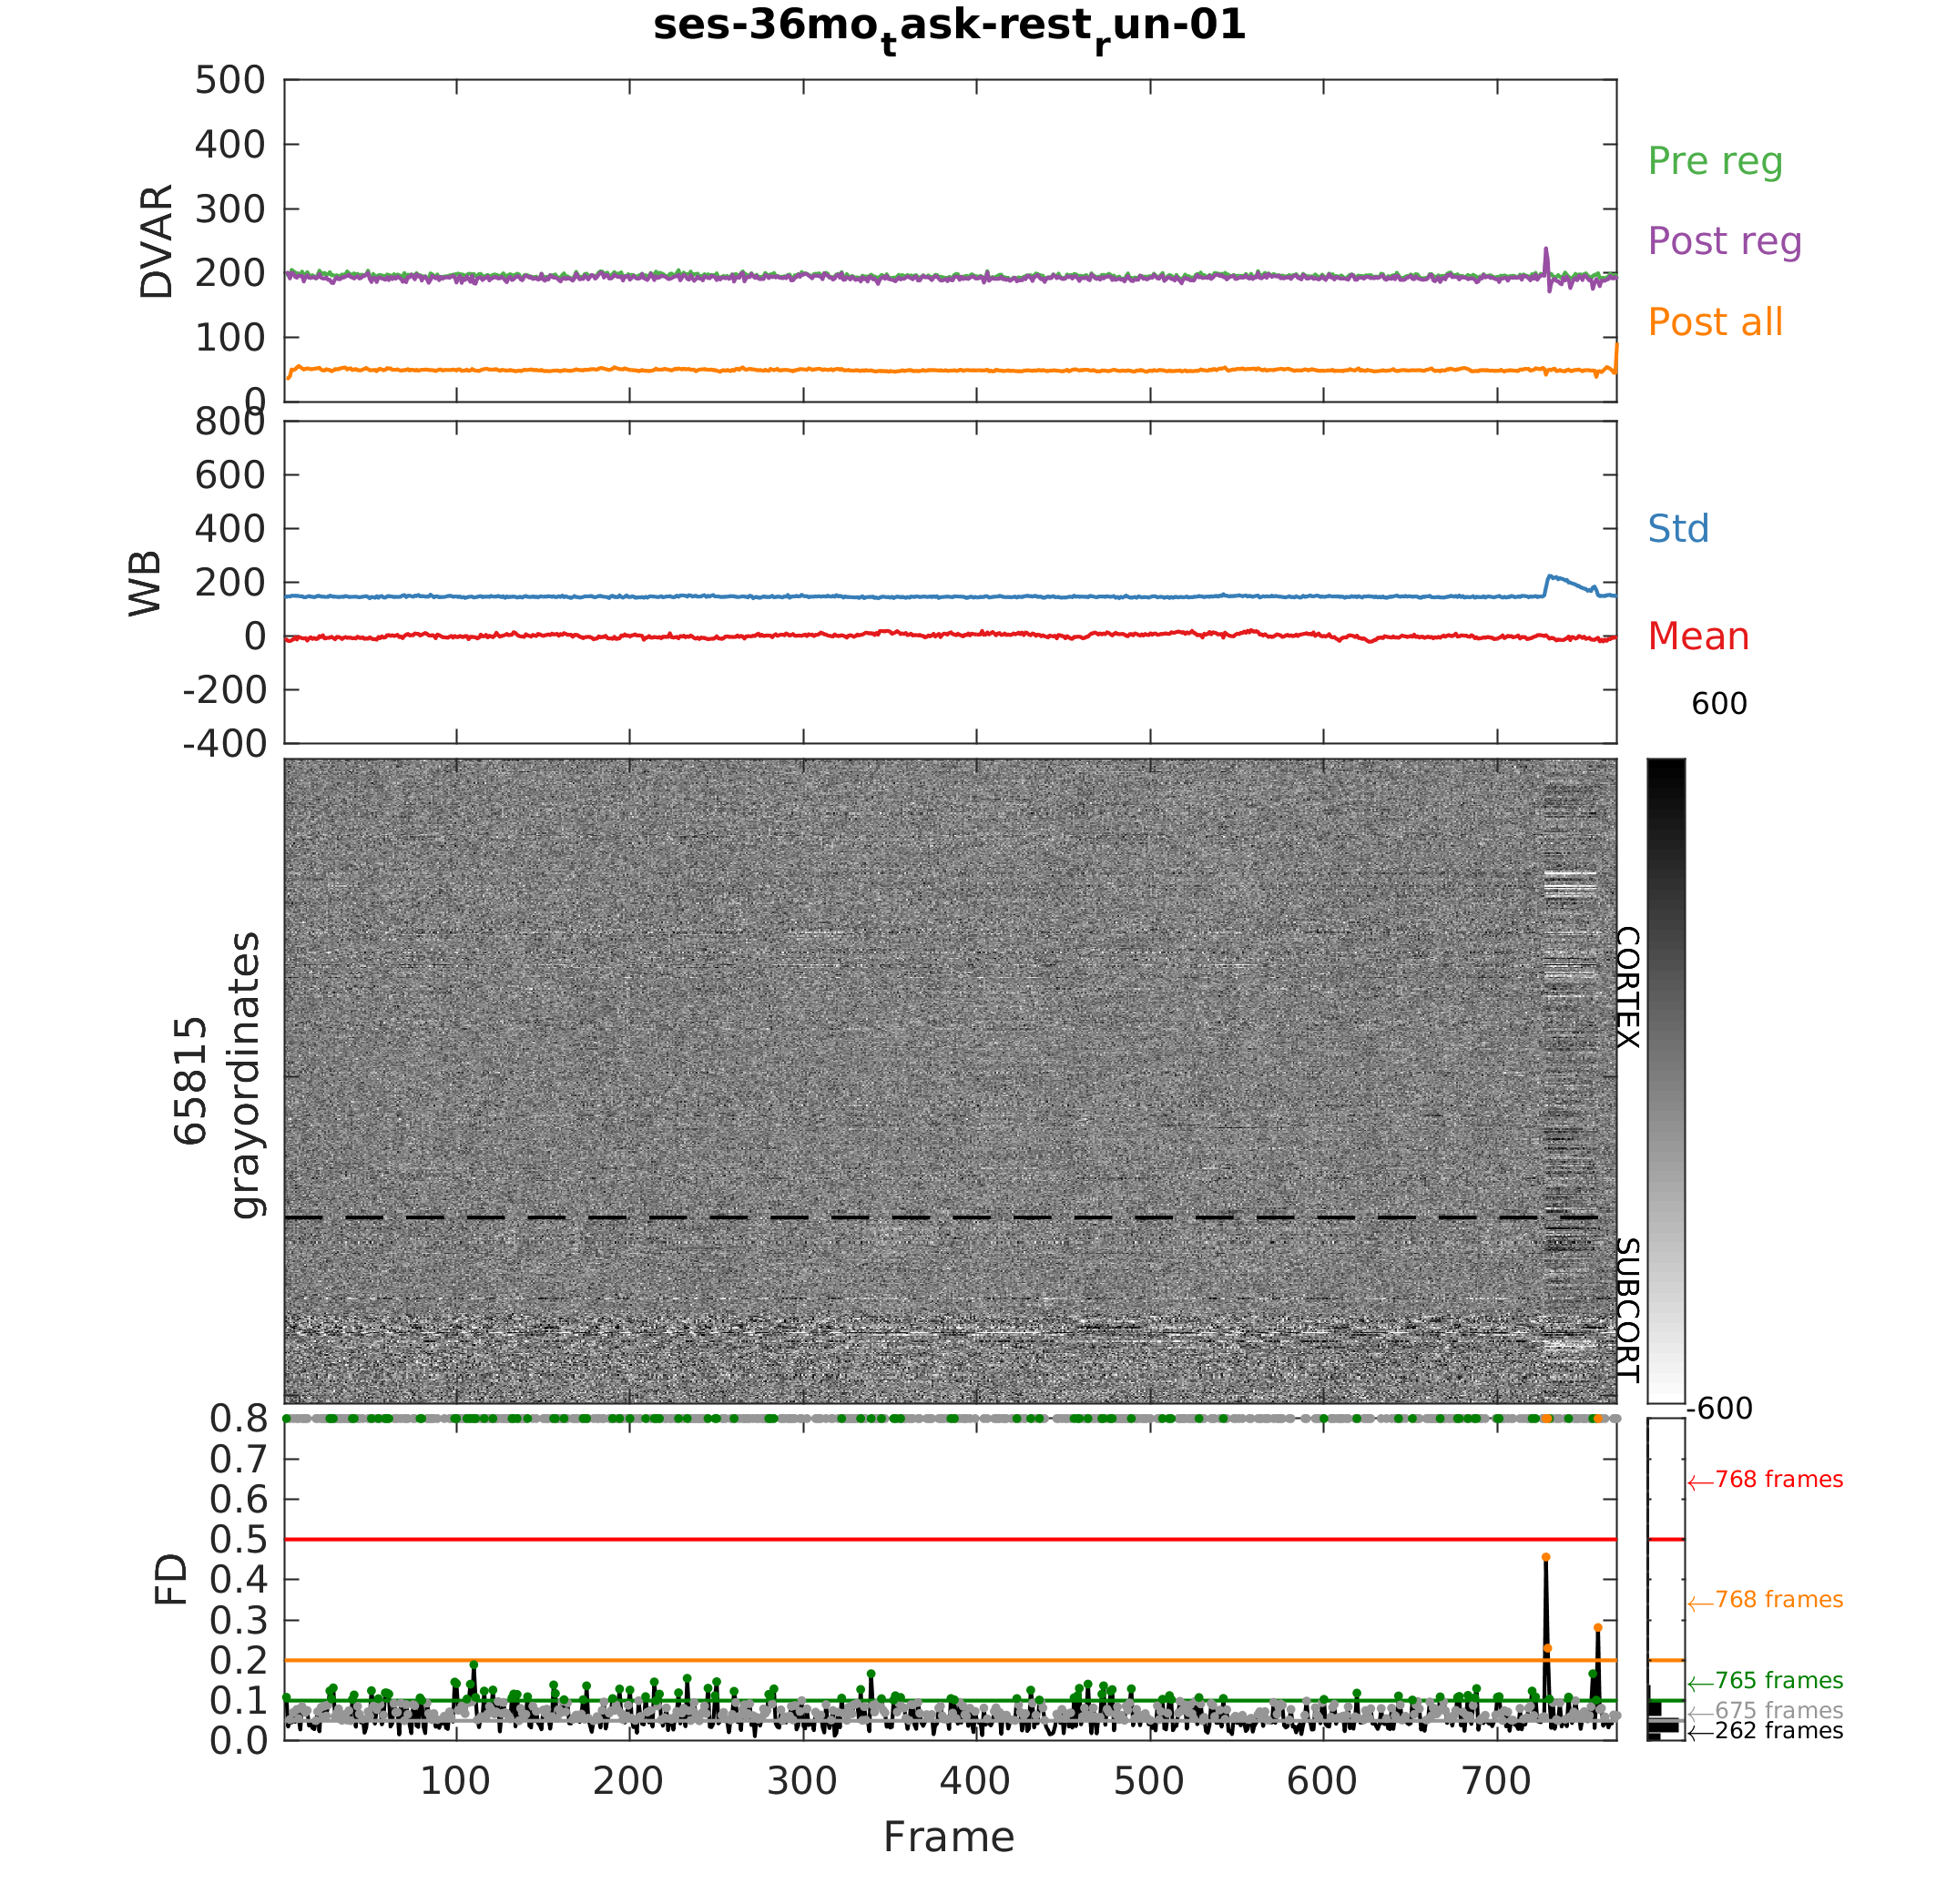 ses-36motask-restrun-01
500
400
300
200
100
0
DVAR
Pre reg
Post reg
Post all
800
600
400
200
0
-200
-400
WB
Std
Mean
600
65815
grayordinates
CORTEX
SUBCORT
-600
0.8
0.7
0.6
0.5
0.4
0.3
0.2
0.1
0.0
FD
←768 frames
←768 frames
←765 frames
←675 frames
←262 frames
100 200 300 400 500 600 700
Frame